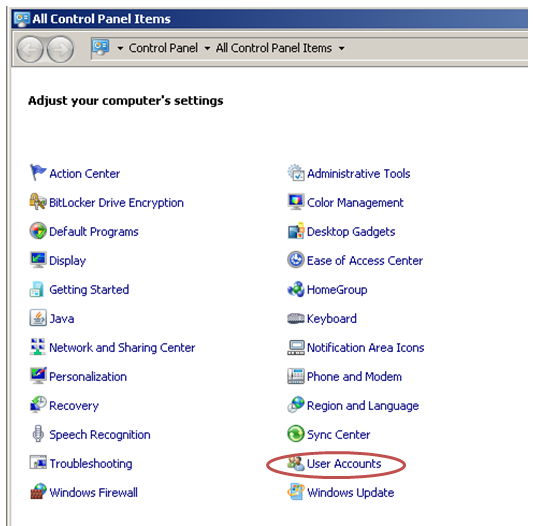 All Control Panel Items
Control Panel All Control Panel Items
Adjust your computer's settings
Action Center
Administrative Tools
BitLocker Drive Encryption
Color Management
Default Programs
Desktop Gadgets
Display
Ease of Access Center
Getting Started
HomeGroup
Java
Keyboard
Network and Sharing Center
Notification Area Icons
Personalization
Phone and Modem
Recovery
Region and Language
Speech Recognition
Sync Center
Troubleshooting
User Accounts
Windows Firewall
Windows Update